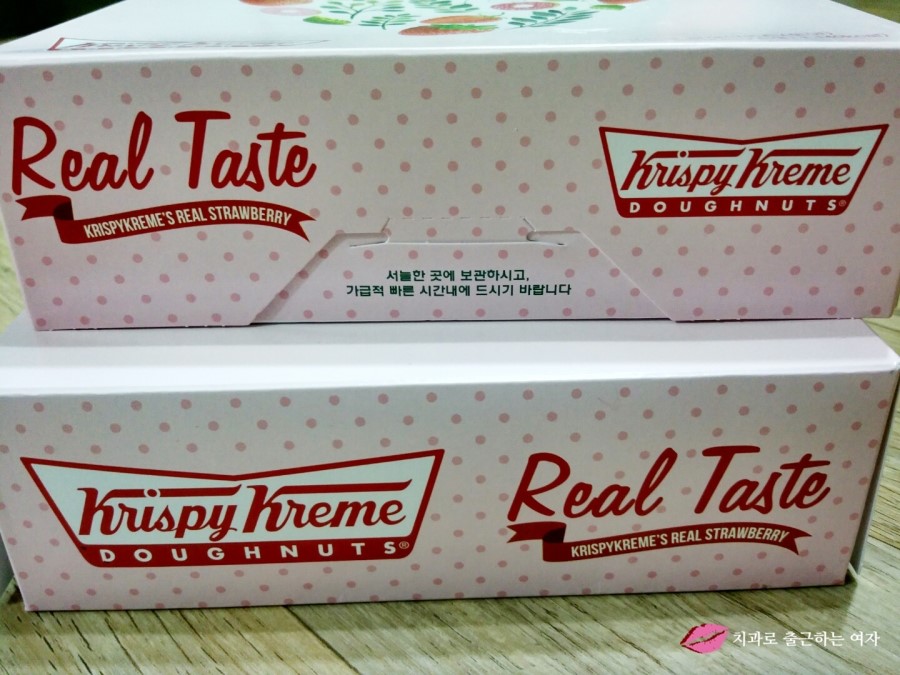 Real Taste
KRISPYKREME'S REAL STRAWBERRY
Krispy Kreme
DOUGHNUTS®
서늘한 곳에 보관하시고,
가급적 빠른 시간내에 드시기 바랍니다
Krispy Kreme
DOUGHNUTS®
Real Taste
KRISPYKREME'S REAL STRAWBERRY
치과로 출근하는 여자